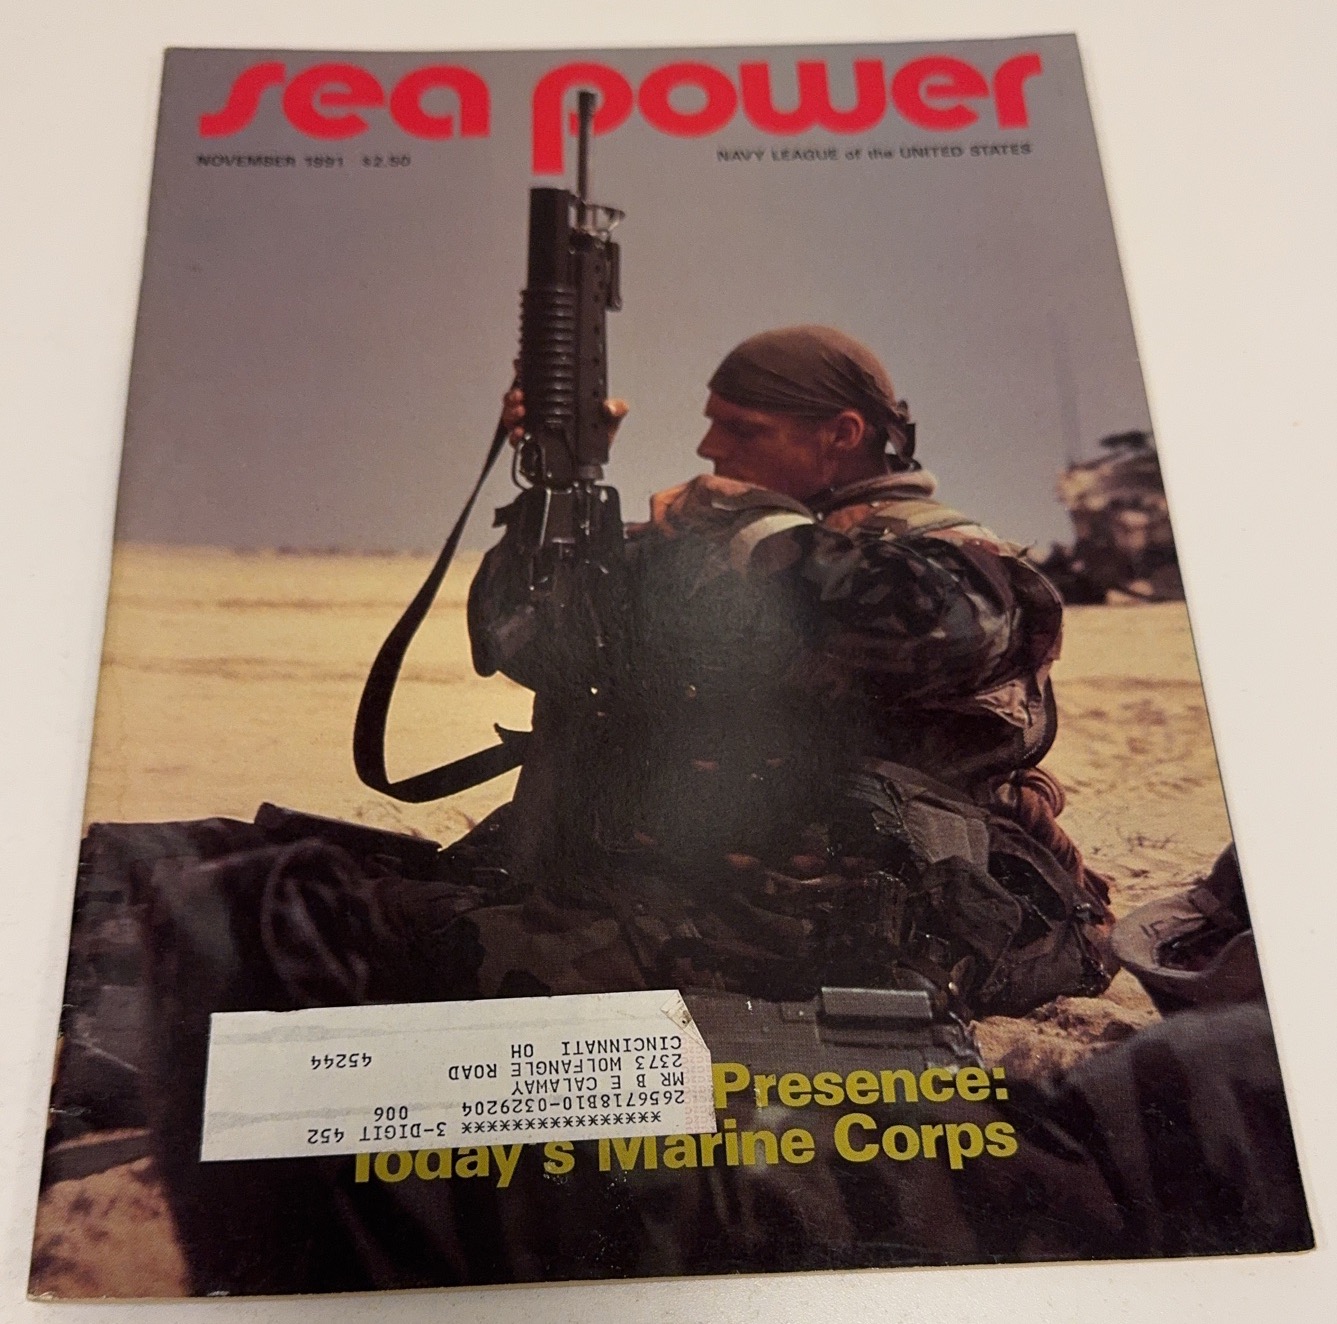 sea power
NOVEMBER 1991 $2.50
NAVY LEAGUE of the UNITED STATES
Presence:
Today's Marine Corps
******************** 3-DIGIT 452
2656718B10-0329204 006
MR B E CALAWAY
2373 WOLFANGLE ROAD
CINCINNATI OH 45244